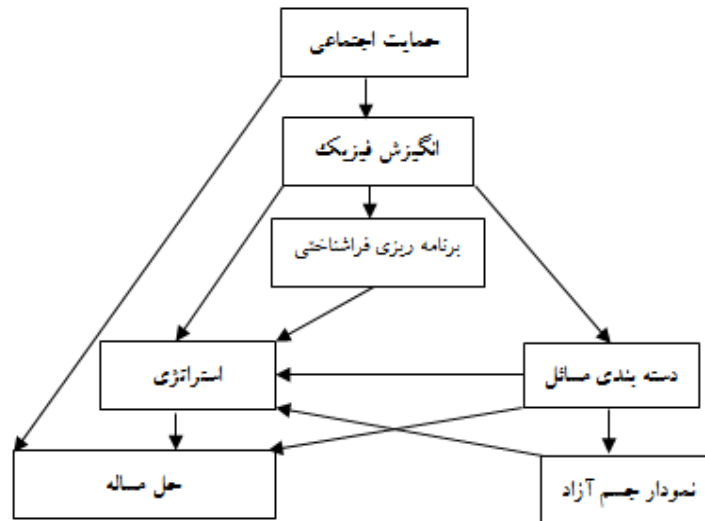 حمایت اجتماعی
انگیزش فیزیک
برنامه ریزی فراشناختی
استراتژی
دسته بندی مسائل
حل مساله
نمودار جسم آزاد